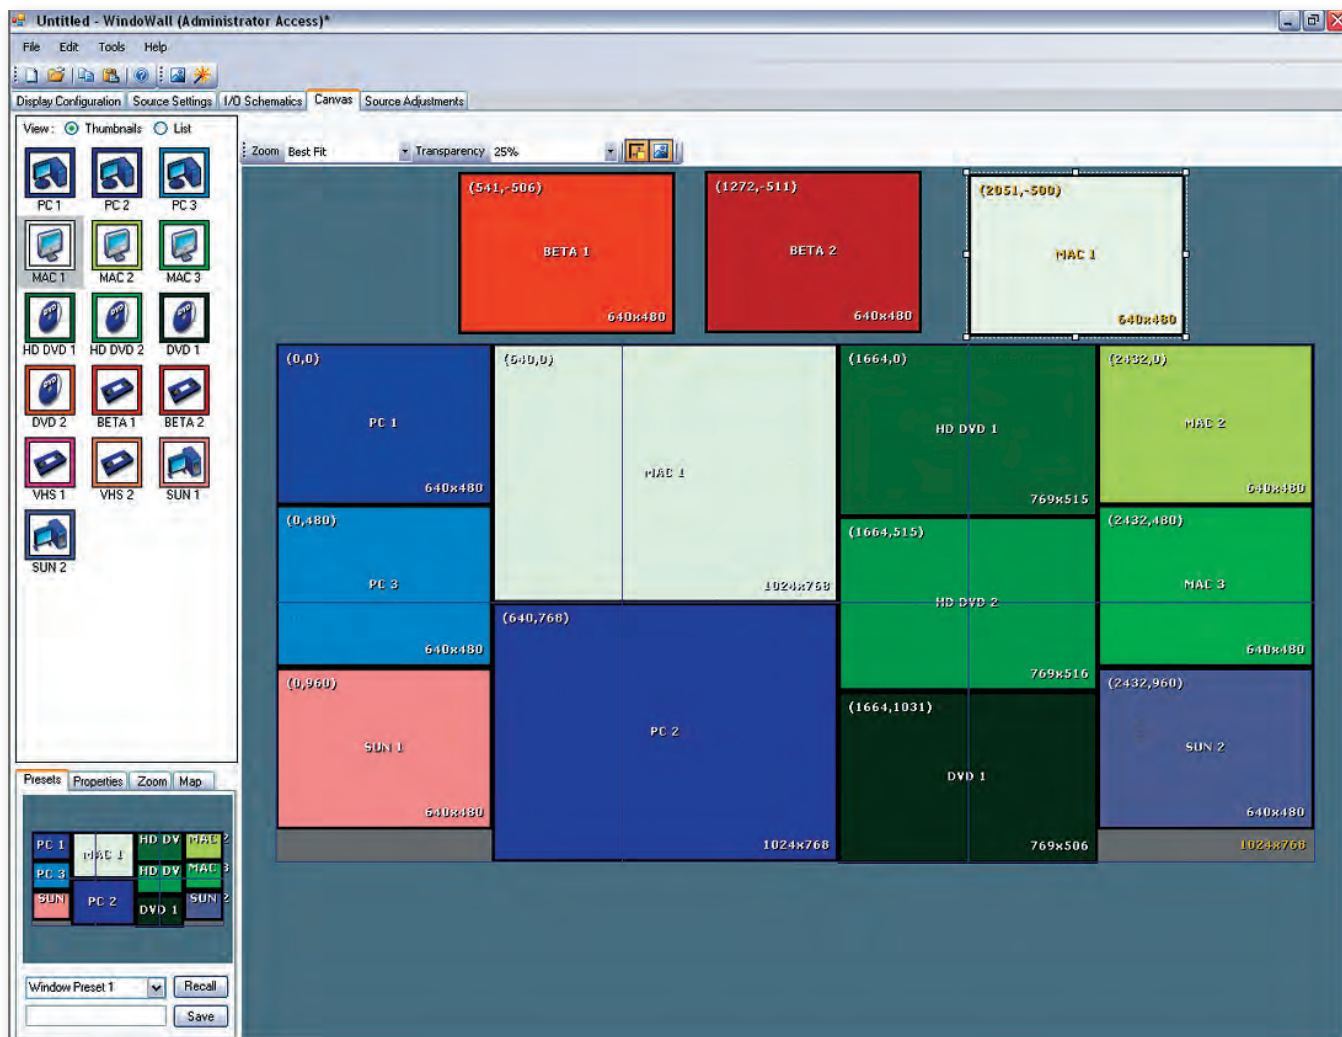 Untitled - WindoWall (Administrator Access)*
File Edit Tools Help
Display Configuration Source Settings I/O Schematics Canvas Source Adjustments
View: Thumbnails List
PC 1 PC 2 PC 3
MAC 1 MAC 2 MAC 3
HD DVD 1 HD DVD 2 DVD 1
DVD 2 BETA 1 BETA 2
VHS 1 VHS 2 SUN 1
SUN 2
Zoom Best Fit Transparency 25%
(541,-506)
BETA 1
640x480
(1272,-511)
BETA 2
640x480
(2051,-500)
MAC 1
640x480
(0,0)
PC 1
640x480
(640,0)
MAC 1
1024x768
(1664,0)
HD DVD 1
769x515
(2432,0)
MAC 2
640x480
(0,480)
PC 3
640x480
(1664,515)
HD DVD 2
769x516
(2432,480)
MAC 3
640x480
(640,768)
PC 2
1024x768
(0,960)
SUN 1
640x480
(1664,1031)
DVD 1
769x506
(2432,960)
SUN 2
640x480
1024x768
Presets Properties Zoom Map
PC 1 MAC 1 HD DV MAC 2
PC 3 HD DV MAC 3
SUN PC 2 DVD 1 SUN 2
Window Preset 1 Recall
Save